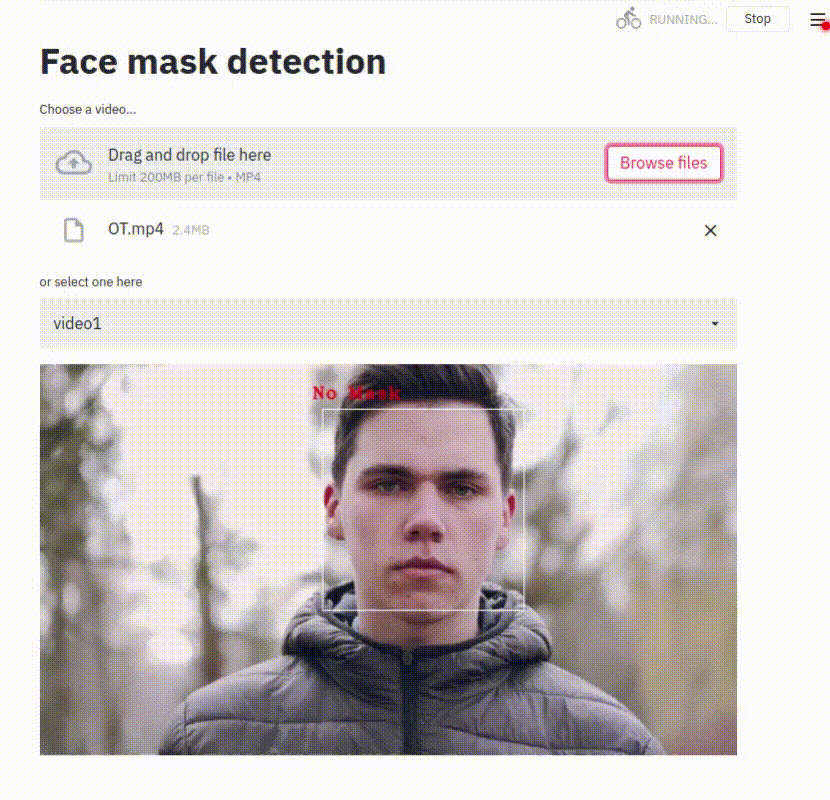 RUNNING...
Stop
Face mask detection
Choose a video...
Drag and drop file here
Browse files
Limit 200MB per file • MP4
OT.mp4 2.4MB
or select one here
video1
No Mask